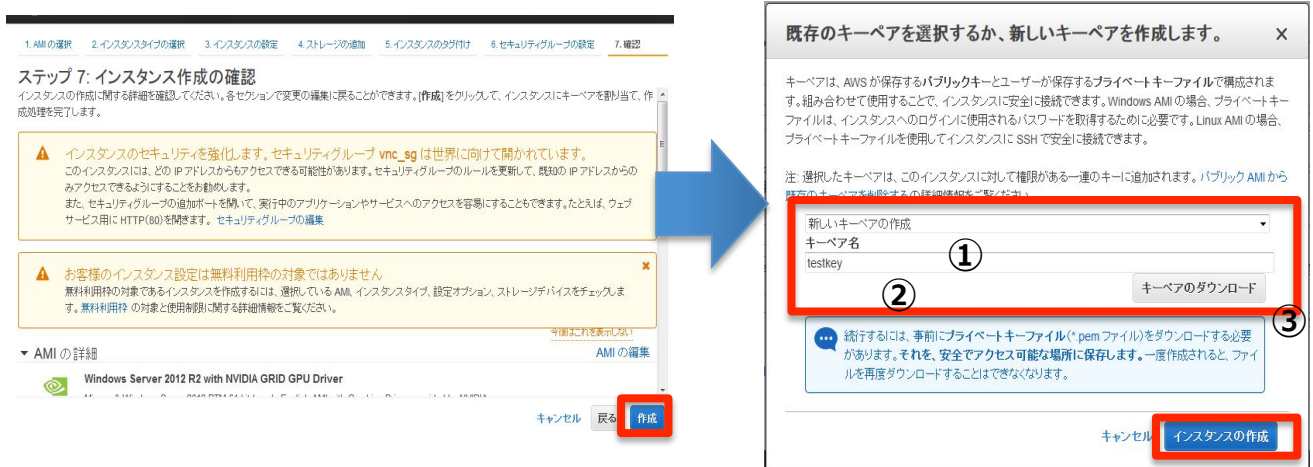 1. AMI の選択 2. インスタンスタイプの選択 3. インスタンスの設定 4. ストレージの追加 5. インスタンスのタグ付け 6. セキュリティグループの設定 7. 確認
ステップ 7: インスタンス作成の確認
インスタンスの作成に関する詳細を確認してください。各セクションで変更の編集に戻ることができます。[作成] をクリックして、インスタンスにキーペアを割り当て、作
成処理を完了します。
インスタンスのセキュリティを強化します。セキュリティグループ vnc_sg は世界に向けて開かれています。
このインスタンスには、どの IP アドレスからもアクセスできる可能性があります。セキュリティグループのルールを更新して、既知の IP アドレスからの
みアクセスできるようにすることをお勧めします。
また、セキュリティグループの追加ポートを開いて、実行中のアプリケーションやサービスへのアクセスを容易にすることもできます。たとえば、ウェブ
サービス用に HTTP(80)を開きます。 セキュリティグループの編集
お客様のインスタンス設定は無料利用枠の対象ではありません
無料利用枠の対象であるインスタンスを作成するには、選択している AMI、インスタンスタイプ、設定オプション、ストレージデバイスをチェックしま
す。無料利用枠 の対象と使用制限に関する詳細情報をご覧ください。
今後はこれを表示しない
AMI の詳細
AMI の編集
Windows Server 2012 R2 with NVIDIA GRID GPU Driver
キャンセル 戻る 作成
既存のキーペアを選択するか、新しいキーペアを作成します。
キーペアは、AWS が保存するパブリックキーとユーザーが保存するプライベートキーファイルで構成されま
す。組み合わせて使用することで、インスタンスに安全に接続できます。Windows AMI の場合、プライベートキー
ファイルは、インスタンスへのログインに使用されるパスワードを取得するために必要です。Linux AMI の場合、
プライベートキーファイルを使用してインスタンスに SSH で安全に接続できます。
注: 選択したキーペアは、このインスタンスに対して権限がある一連のキーに追加されます。パブリック AMI から
既存のキーペアを削除するの詳細情報をご覧ください
新しいキーペアの作成
キーペア名
①
testkey
②
キーペアのダウンロード
③
続行するには、事前にプライベートキーファイル(*.pem ファイル)をダウンロードする必要
があります。それを、安全でアクセス可能な場所に保存します。一度作成されると、ファイ
ルを再度ダウンロードすることはできなくなります。
キャンセル インスタンスの作成